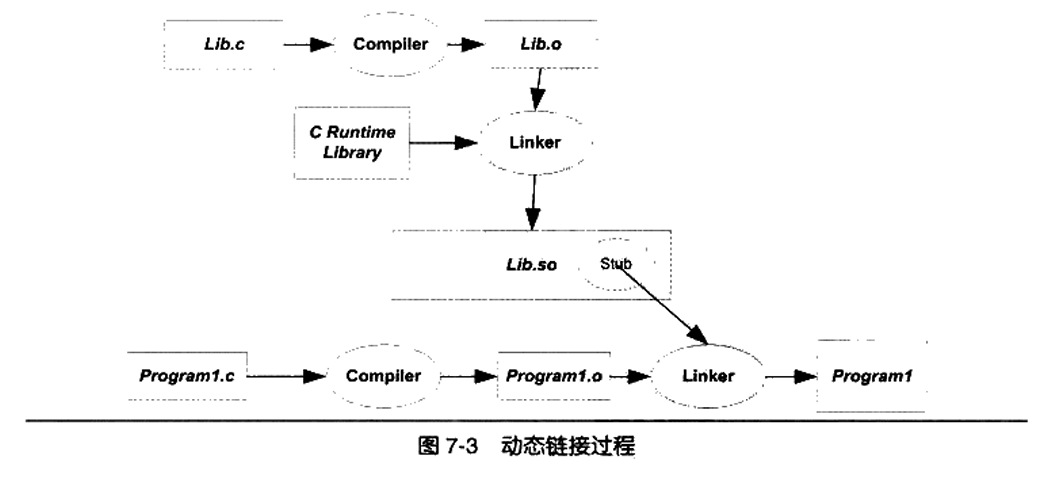 Lib.c
Compiler
Lib.o
C Runtime
Library
Linker
Lib.so
Stub
Program1.c
Compiler
Program1.o
Linker
Program1
图 7-3 动态链接过程